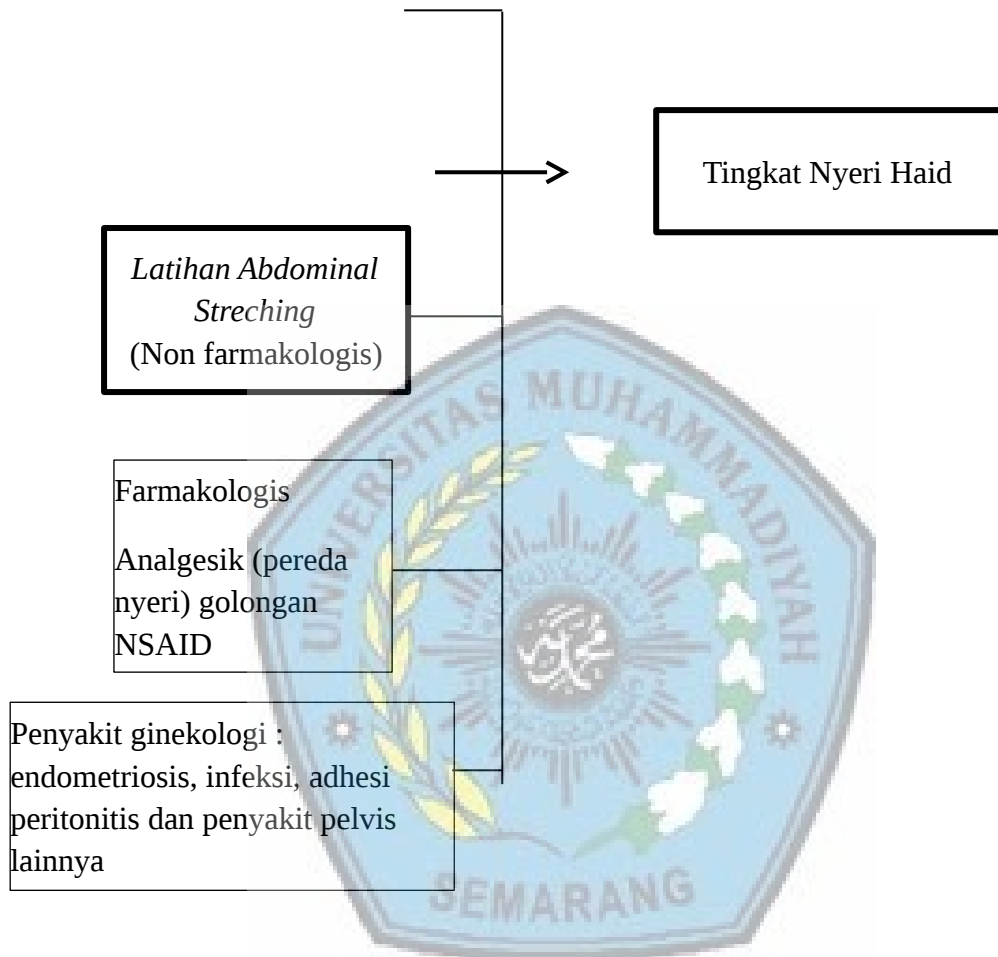 Tingkat Nyeri Haid
Latihan Abdominal
Streching
(Non farmakologis)
Farmakologis
Analgesik (pereda
nyeri) golongan
NSAID
Penyakit ginekologi :
endometriosis, infeksi, adhesi
peritonitis dan penyakit pelvis
lainnya
UNIVERSITAS MUHAMMADIYAH
SEMARANG